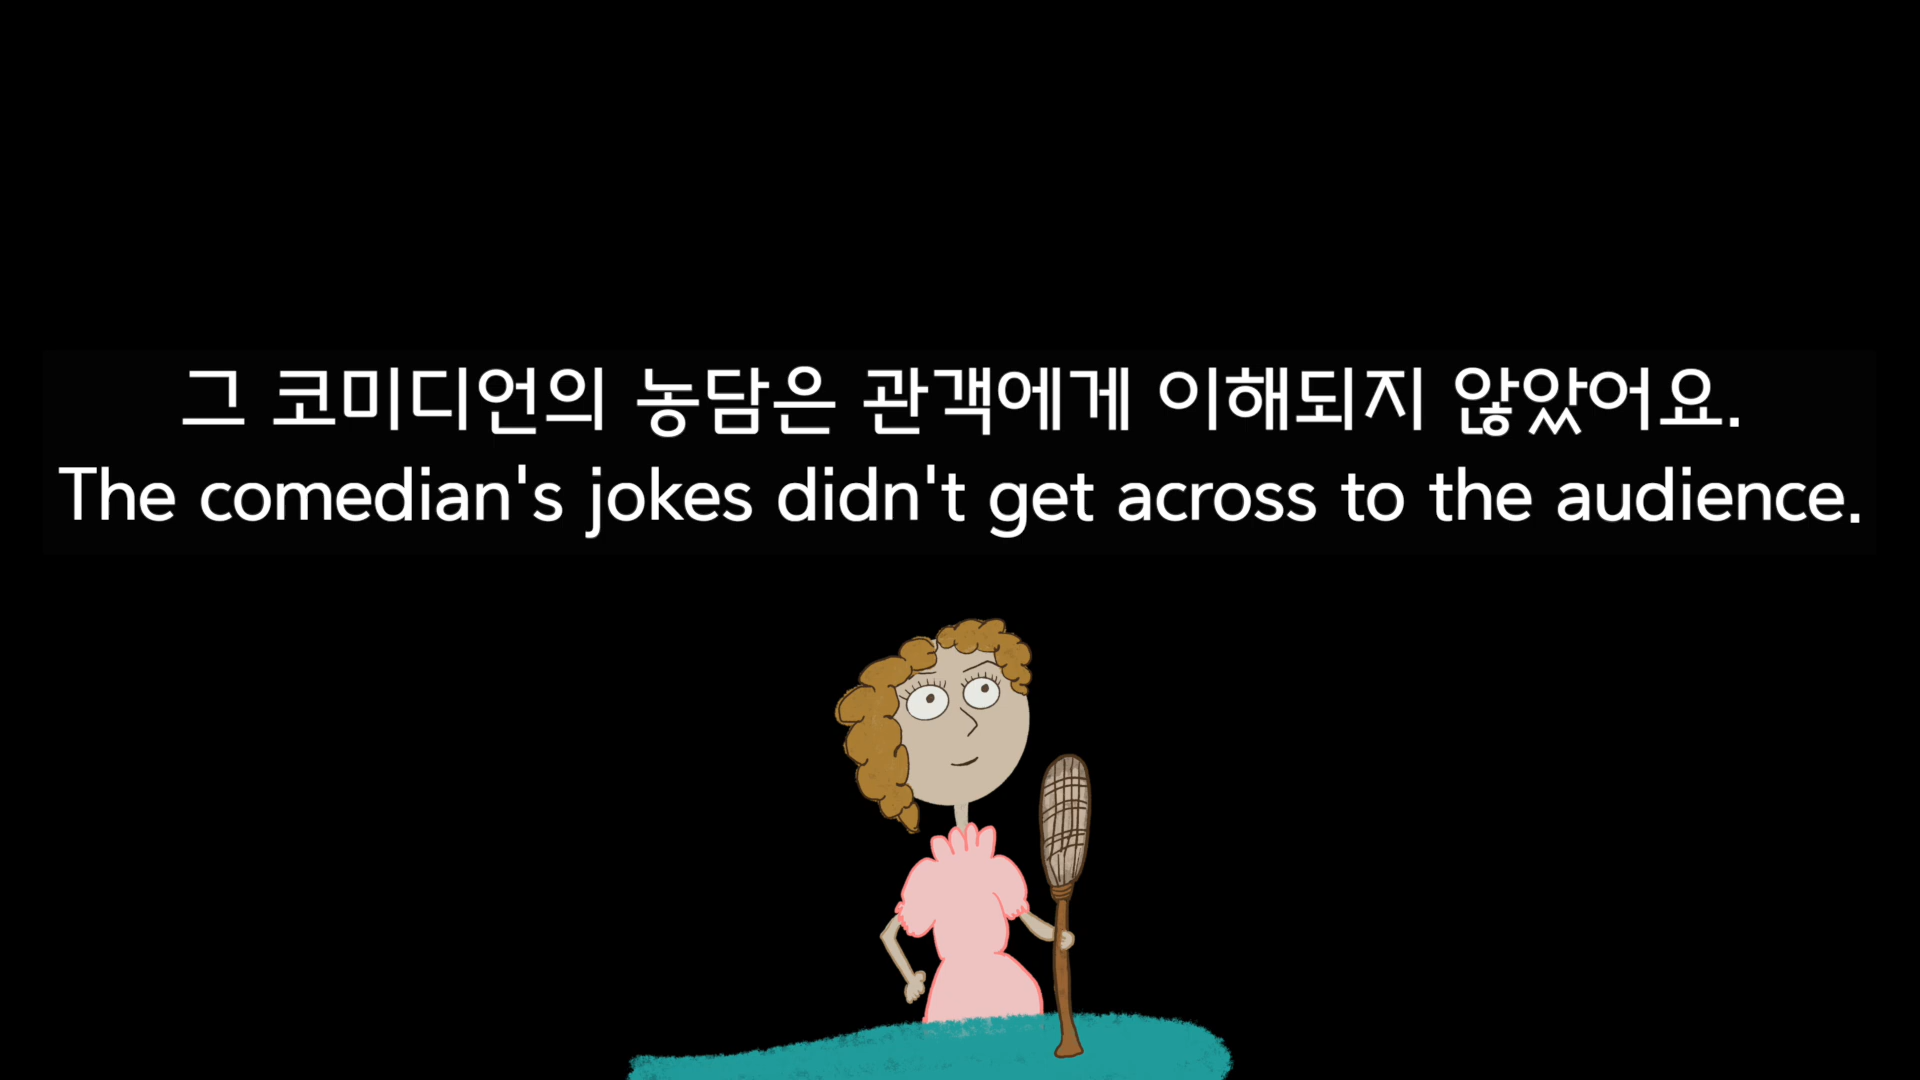 그 코미디언의 농담은 관객에게 이해되지 않았어요.
The comedian's jokes didn't get across to the audience.